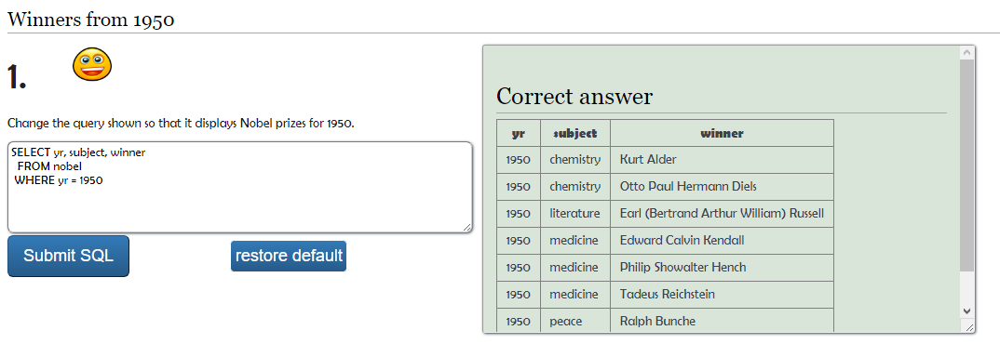 Winners from 1950
1.
Change the query shown so that it displays Nobel prizes for 1950.
SELECT yr, subject, winner
FROM nobel
WHERE yr = 1950
Submit SQL
restore default
Correct answer
yr subject winner
1950 chemistry Kurt Alder
1950 chemistry Otto Paul Hermann Diels
1950 literature Earl (Bertrand Arthur William) Russell
1950 medicine Edward Calvin Kendall
1950 medicine Philip Showalter Hench
1950 medicine Tadeus Reichstein
1950 peace Ralph Bunche